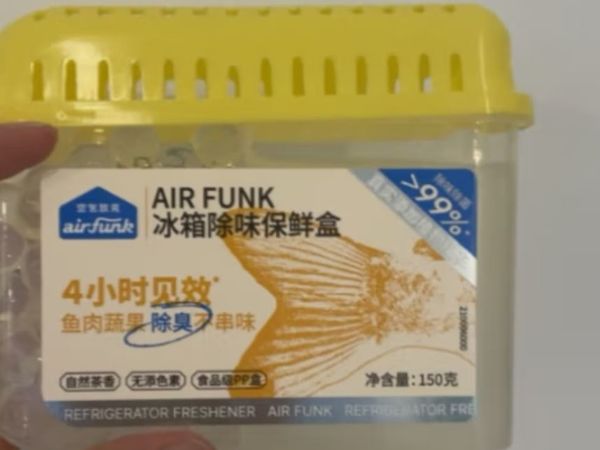 空气放克
airfunk
AIR FUNK
冰箱除味保鲜盒
>99%*
4小时见效*
鱼肉蔬果 除臭不串味
自然茶香 无添色素 食品级PP盒
净含量：150克
REFRIGERATOR FRESHENER AIR FUNK REFRIGERATOR FRE